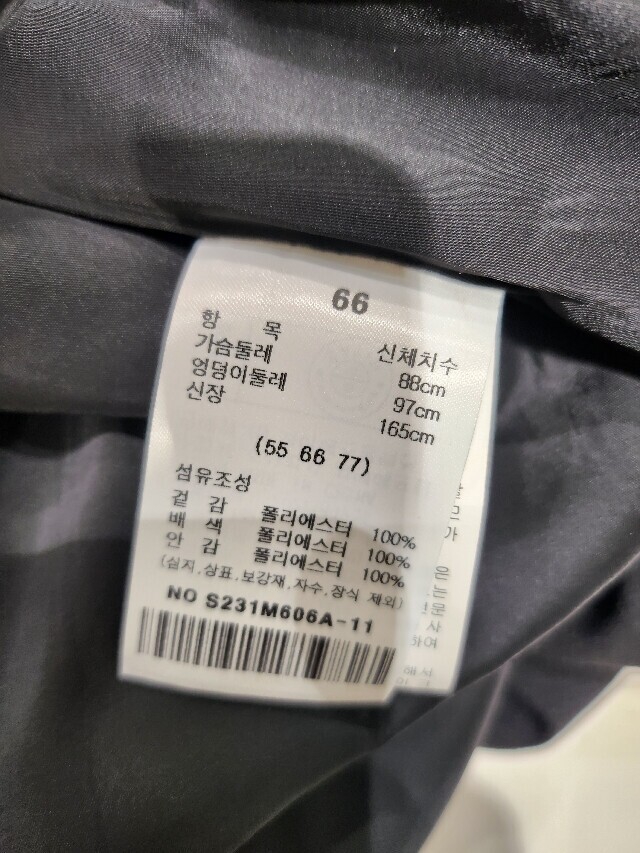 66
항 목 신체치수
가슴둘레 88cm
엉덩이둘레 97cm
신장 165cm
(55 66 77)
섬유조성
겉 감 폴리에스터 100%
배 색 폴리에스터 100%
안 감 폴리에스터 100%
(심지,상표,보강재,자수,장식 제외)
NO S231M606A-11